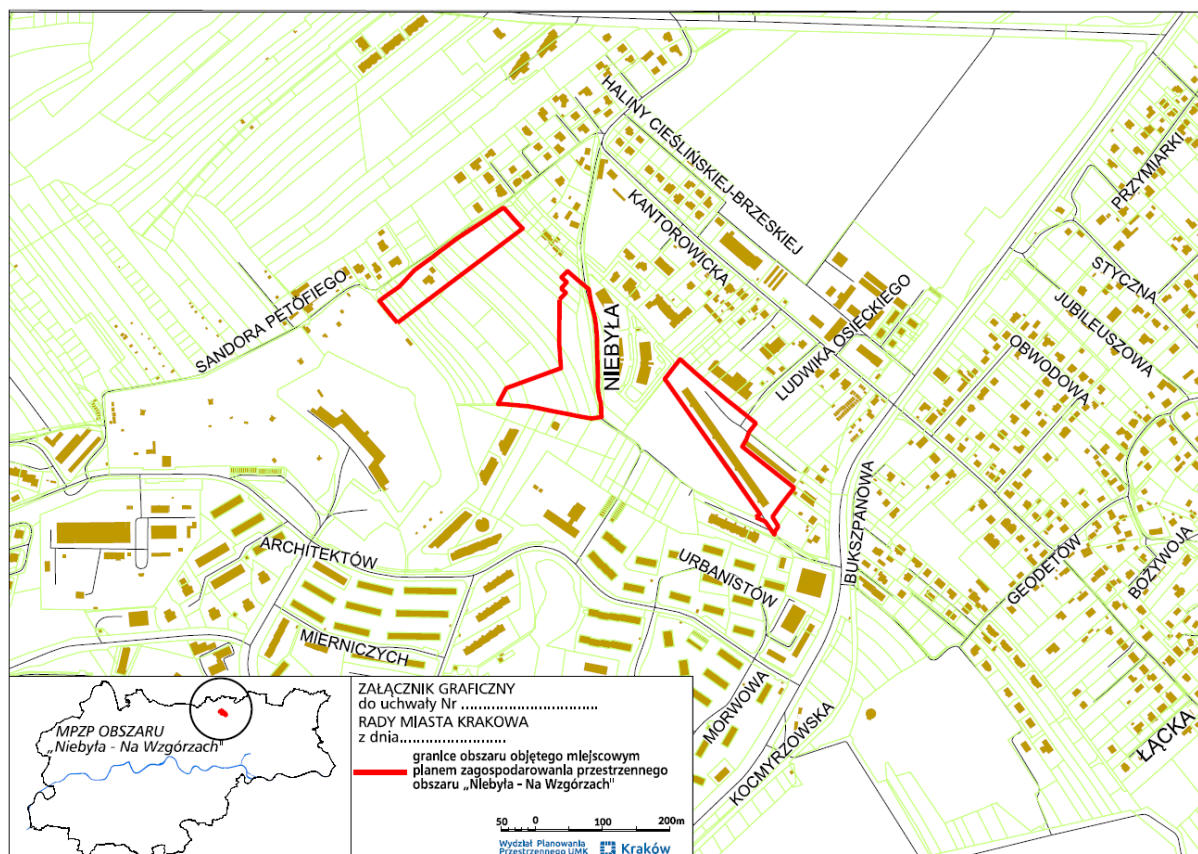 HALINY CIEŚLIŃSKIEJ-BRZESKIEJ
KANTOROWICKA
PRZYMIARKI
STYCZNA
JUBILEUSZOWA
OBWODOWA
LUDWIKA OSIECKIEGO
SANDORA PETOFIEGO
NIEBYŁA
BUKSZPANOWA
GEODETÓW
BOŻYWOJA
ARCHITEKTÓW
URBANISTÓW
MIERNICZYCH
MORWOWA
KOCMYRZOWSKA
ŁĄCKA
MPZP OBSZARU
„Niebyła - Na Wzgórzach"
ZAŁĄCZNIK GRAFICZNY
do uchwały Nr ................................
RADY MIASTA KRAKOWA
z dnia.........................
granice obszaru objętego miejscowym
planem zagospodarowania przestrzennego
obszaru „Niebyła - Na Wzgórzach"
50 0 100 200m
Wydział Planowania
Przestrzennego UMK
Kraków